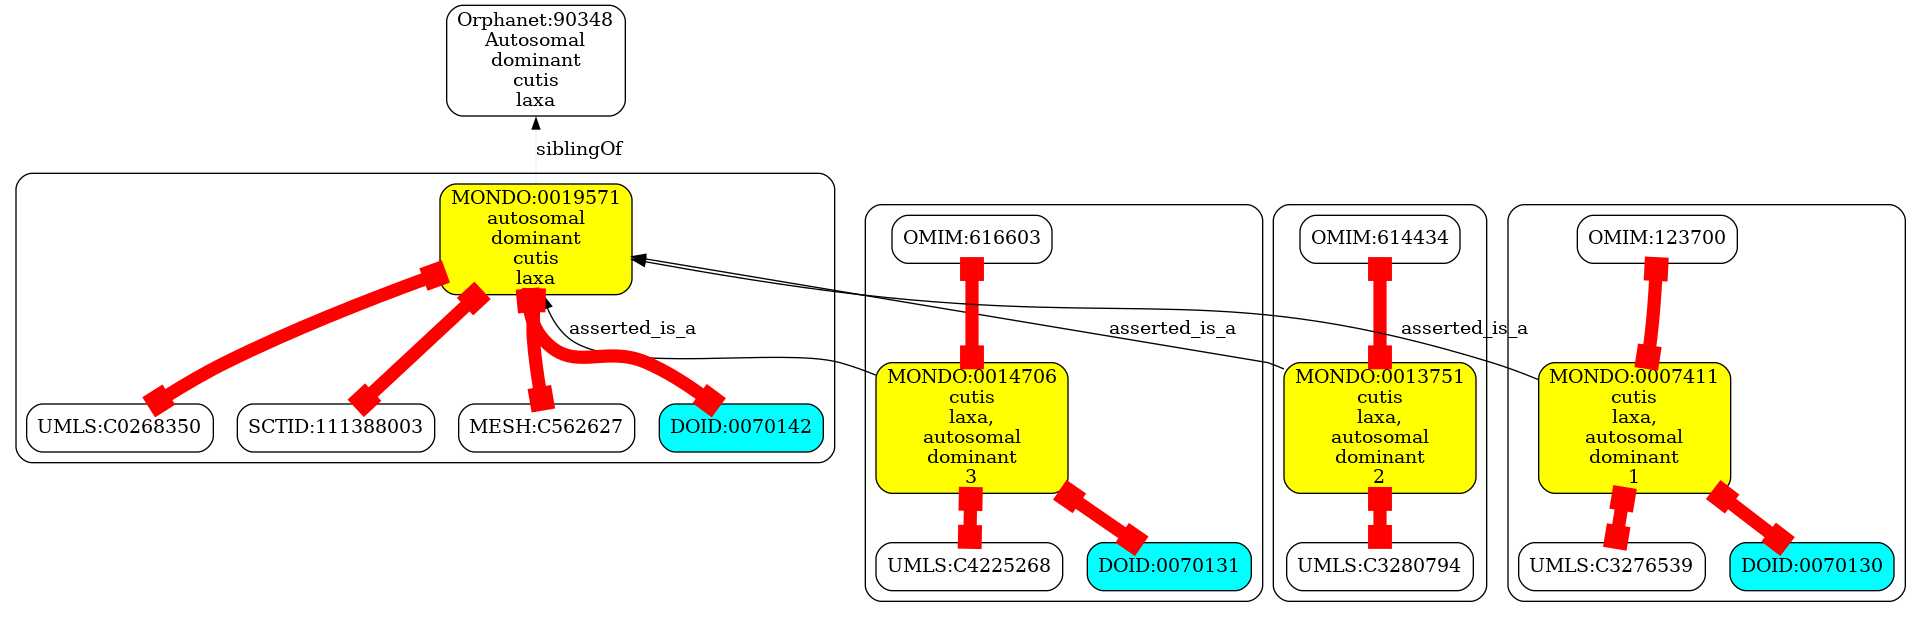 Orphanet:90348
Autosomal
dominant
cutis
laxa
siblingOf
MONDO:0019571
autosomal
dominant
cutis
laxa
OMIM:616603
OMIM:614434
OMIM:123700
asserted_is_a
asserted_is_a
asserted_is_a
UMLS:C0268350
SCTID:111388003
MESH:C562627
DOID:0070142
MONDO:0014706
cutis
laxa,
autosomal
dominant
3
MONDO:0013751
cutis
laxa,
autosomal
dominant
2
MONDO:0007411
cutis
laxa,
autosomal
dominant
1
UMLS:C4225268
DOID:0070131
UMLS:C3280794
UMLS:C3276539
DOID:0070130